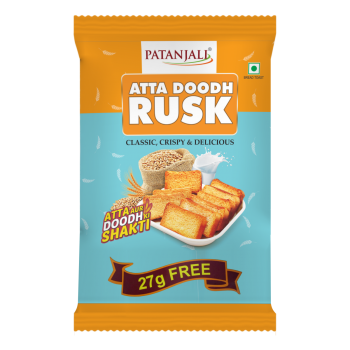 PATANJALI
ATTA DOODH
RUSK
CLASSIC, CRISPY & DELICIOUS
ATTA AUR
DOODH KI
SHAKTI
27g FREE